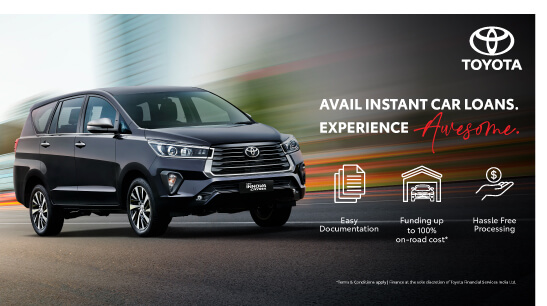 TOYOTA
AVAIL INSTANT CAR LOANS.
EXPERIENCE Awesome.
Easy
Documentation
Funding up
to 100%
on-road cost*
Hassle Free
Processing
*Terms & Conditions apply | Finance at the sole discretion of Toyota Financial Services India Ltd.